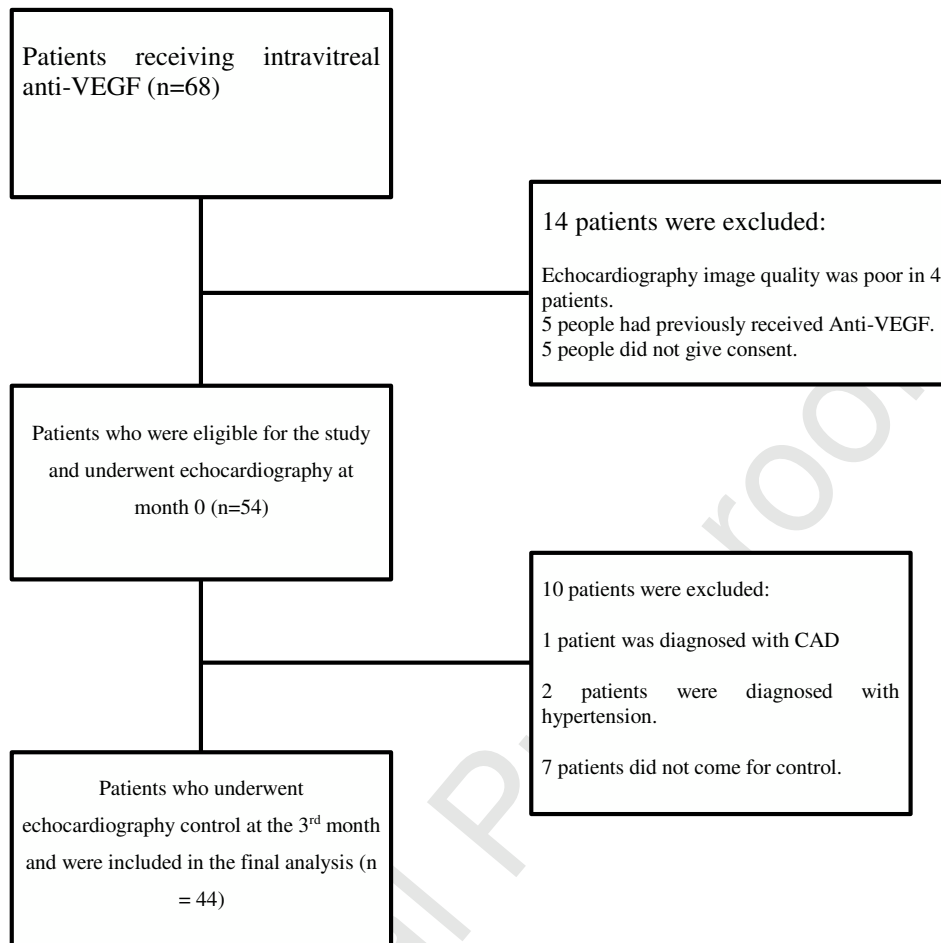 Patients receiving intravitreal
anti-VEGF (n=68)
14 patients were excluded:
Echocardiography image quality was poor in 4
patients.
5 people had previously received Anti-VEGF.
5 people did not give consent.
Patients who were eligible for the study
and underwent echocardiography at
month 0 (n=54)
10 patients were excluded:
1 patient was diagnosed with CAD
2 patients were diagnosed with
hypertension.
7 patients did not come for control.
Patients who underwent
echocardiography control at the 3rd month
and were included in the final analysis (n
= 44)